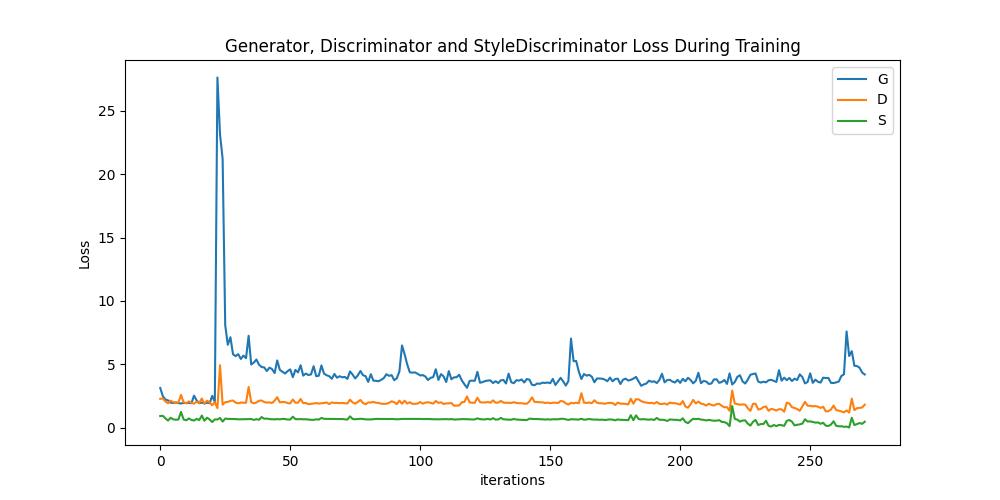 Generator, Discriminator and StyleDiscriminator Loss During Training
G
D
S
Loss
25
20
15
10
5
0
0 50 100 150 200 250
iterations